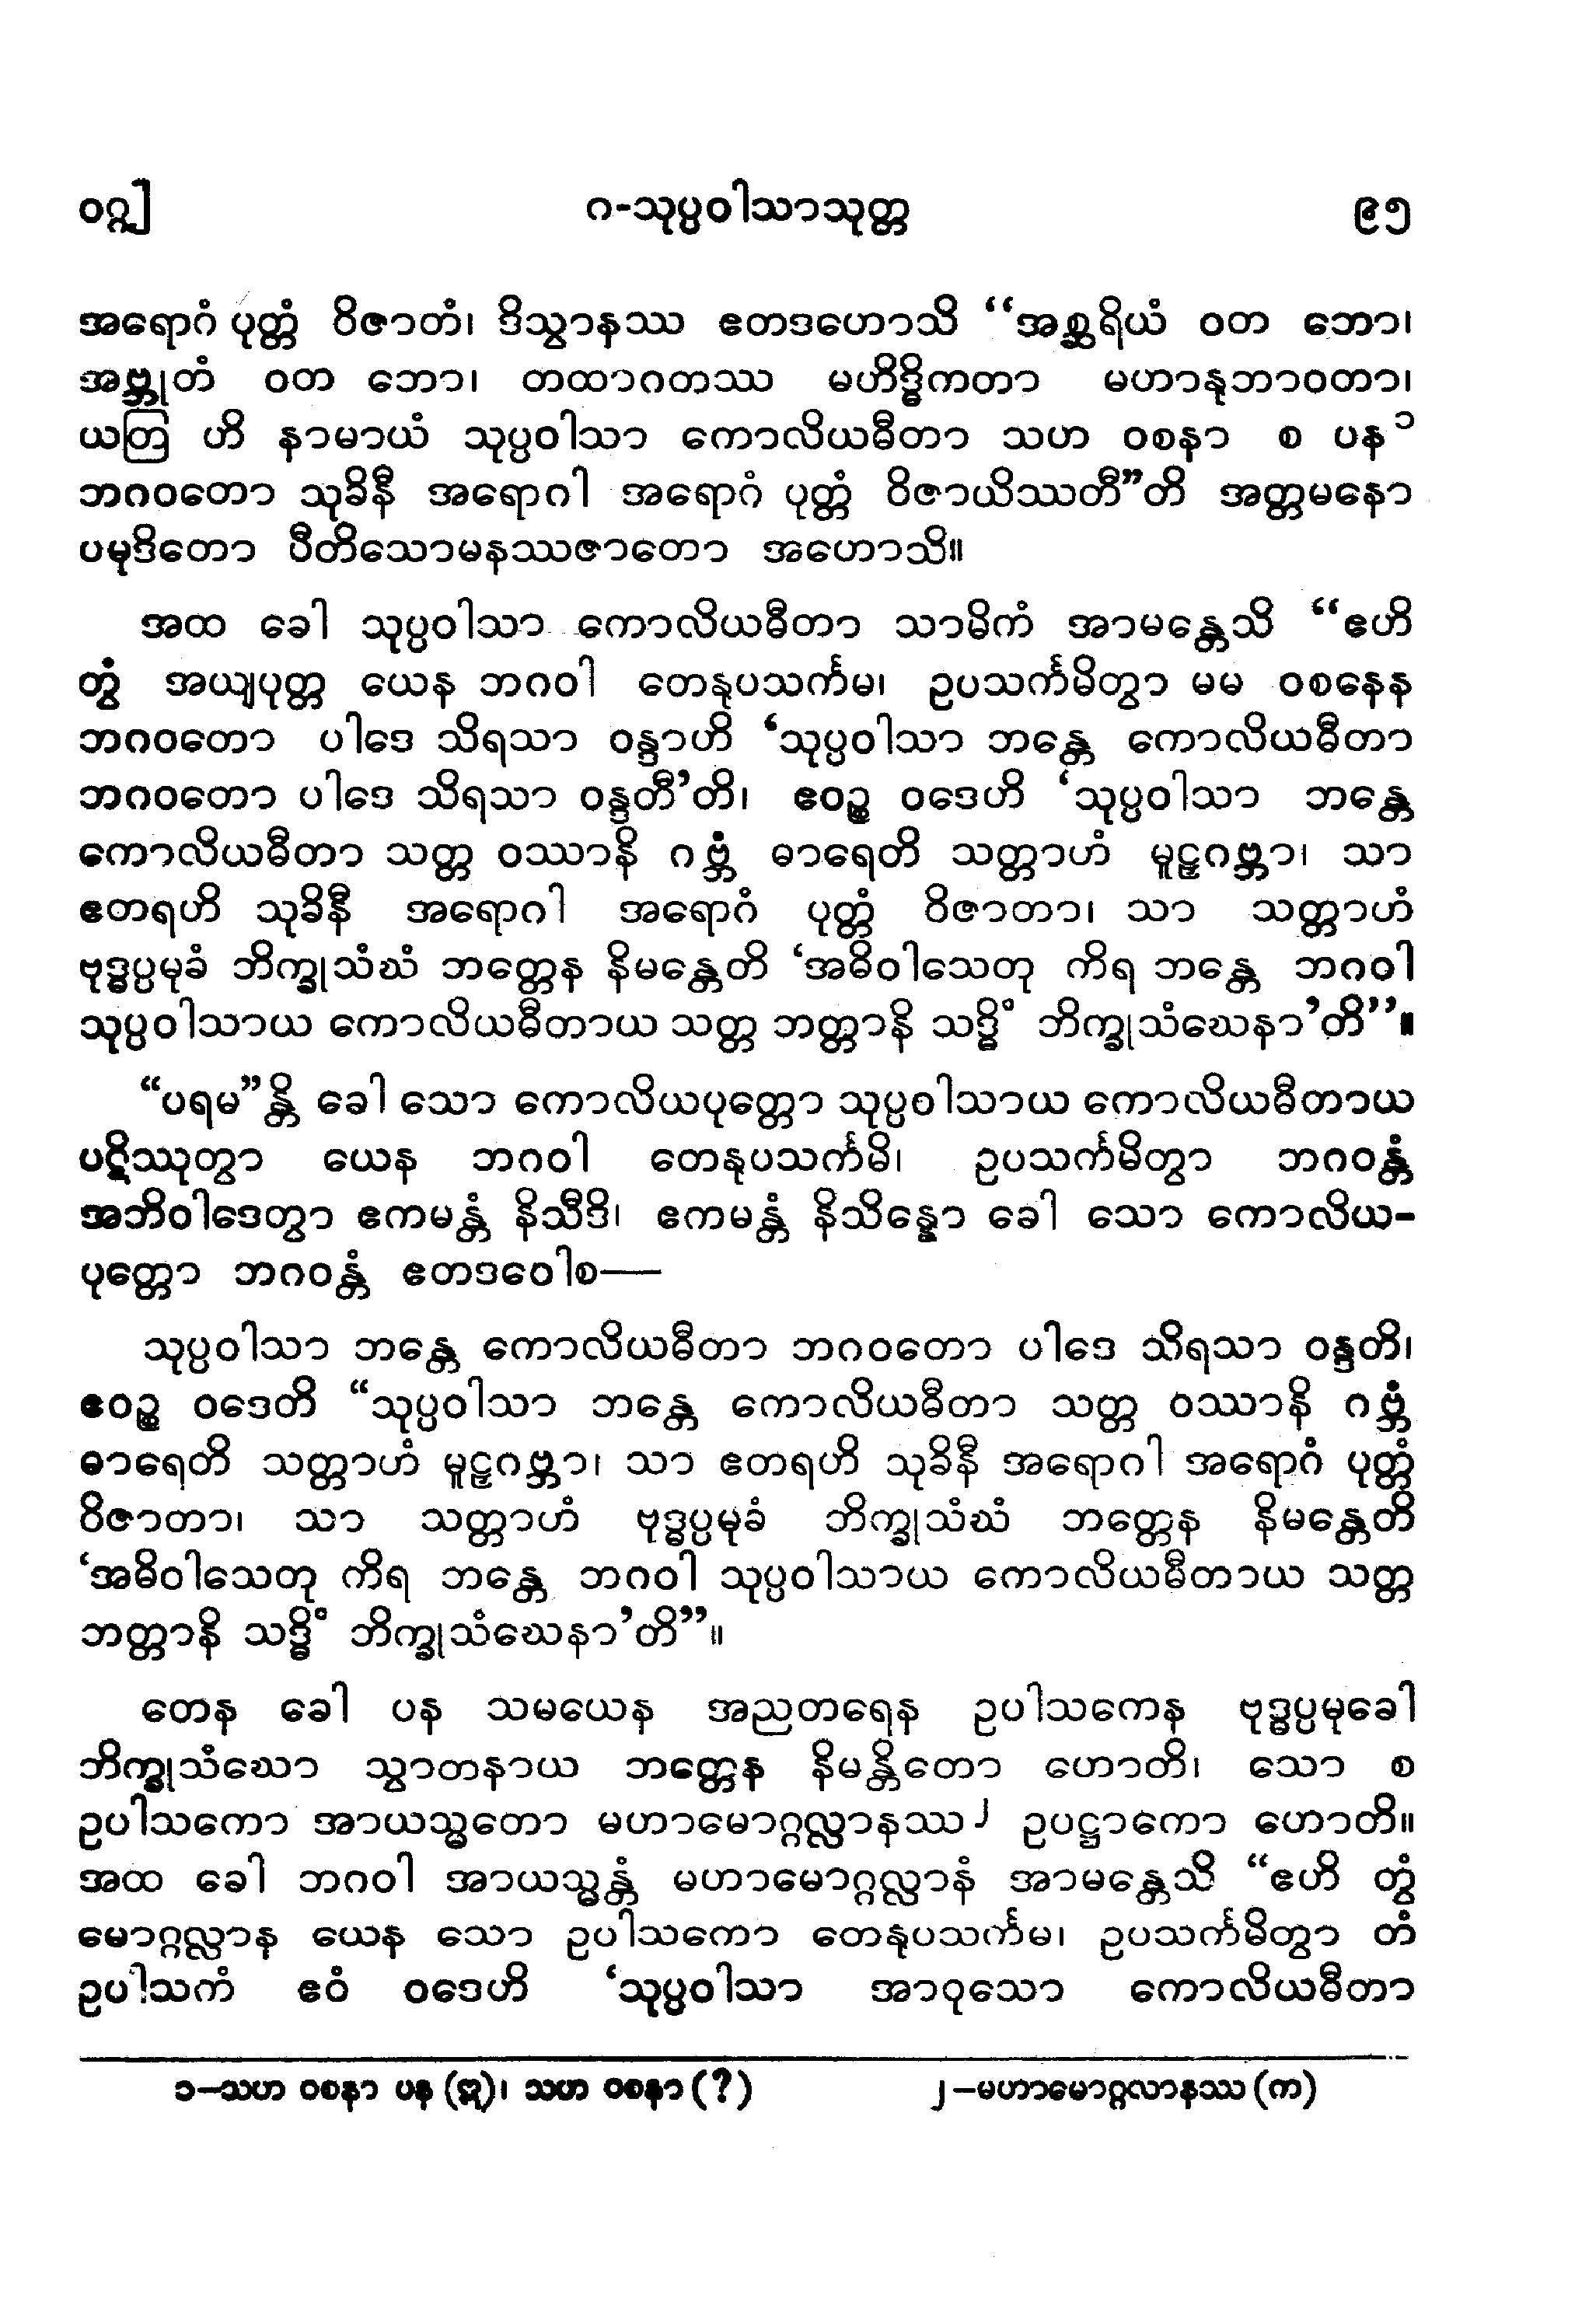 ဝဂ္ဂ]  ဂ-သုပ္ပဝါသာသုတ္တ  ၉၅
အရောဂံ ပုတ္တံ ဝိဇာတံ၊ ဒိသွာနဿ ဧတဒဟောသိ “အစ္ဆရိယံ ဝတ ဘော၊
အဗ္ဘုတံ ဝတ ဘော၊ တထာဂတဿ မဟိဒ္ဓိကတာ မဟာနုဘာဝတာ၊
ယတြ ဟိ နာမာယံ သုပ္ပဝါသာ ကောလိယဓီတာ သဟ ဝစနာ စ ပန၁
ဘဂဝတော သုခိနီ အရောဂါ အရောဂံ ပုတ္တံ ဝိဇာယိဿတီ”တိ အတ္တမနော
ပမုဒိတော ပီတိသောမနဿဇာတော အဟောသိ။
အထ ခေါ သုပ္ပဝါသာ ကောလိယဓီတာ သာမိကံ အာမန္တေသိ “ဧဟိ
တွံ အယျပုတ္တ ယေန ဘဂဝါ တေနုပသင်္ကမ၊ ဥပသင်္ကမိတွာ မမ ဝစနေန
ဘဂဝတော ပါဒေ သိရသာ ဝန္ဒာဟိ ‘သုပ္ပဝါသာ ဘန္တေ ကောလိယဓီတာ
ဘဂဝတော ပါဒေ သိရသာ ဝန္ဒတီ’တိ၊ ဧဝဉ္စ ဝဒေဟိ ‘သုပ္ပဝါသာ ဘန္တေ
ကောလိယဓီတာ သတ္တ ဝဿာနိ ဂဗ္ဘံ ဓာရေတိ သတ္တာဟံ မူဠှဂဗ္ဘာ၊ သာ
ဧတရဟိ သုခိနီ အရောဂါ အရောဂံ ပုတ္တံ ဝိဇာတာ၊ သာ သတ္တာဟံ
ဗုဒ္ဓပ္ပမုခံ ဘိက္ခုသံဃံ ဘတ္တေန နိမန္တေတိ ‘အဓိဝါသေတု ကိရ ဘန္တေ ဘဂဝါ
သုပ္ပဝါသာယ ကောလိယဓီတာယ သတ္တ ဘတ္တာနိ သဒ္ဓိံ ဘိက္ခုသံဃေနာ’တိ”။
“ပရမ”န္တိ ခေါ သော ကောလိယပုတ္တော သုပ္ပဝါသာယ ကောလိယဓီတာယ
ပဋိဿုတွာ ယေန ဘဂဝါ တေနုပသင်္ကမိ၊ ဥပသင်္ကမိတွာ ဘဂဝန္တံ
အဘိဝါဒေတွာ ဧကမန္တံ နိသီဒိ၊ ဧကမန္တံ နိသိန္နော ခေါ သော ကောလိယ-
ပုတ္တော ဘဂဝန္တံ ဧတဒဝေါစ—
သုပ္ပဝါသာ ဘန္တေ ကောလိယဓီတာ ဘဂဝတော ပါဒေ သိရသာ ဝန္ဒတိ၊
ဧဝဉ္စ ဝဒေတိ “သုပ္ပဝါသာ ဘန္တေ ကောလိယဓီတာ သတ္တ ဝဿာနိ ဂဗ္ဘံ
ဓာရေတိ သတ္တာဟံ မူဠှဂဗ္ဘာ၊ သာ ဧတရဟိ သုခိနီ အရောဂါ အရောဂံ ပုတ္တံ
ဝိဇာတာ၊ သာ သတ္တာဟံ ဗုဒ္ဓပ္ပမုခံ ဘိက္ခုသံဃံ ဘတ္တေန နိမန္တေတိ
‘အဓိဝါသေတု ကိရ ဘန္တေ ဘဂဝါ သုပ္ပဝါသာယ ကောလိယဓီတာယ သတ္တ
ဘတ္တာနိ သဒ္ဓိံ ဘိက္ခုသံဃေနာ’တိ”။
တေန ခေါ ပန သမယေန အညတရေန ဥပါသကေန ဗုဒ္ဓပ္ပမုခေါ
ဘိက္ခုသံဃော သွာတနာယ ဘတ္တေန နိမန္တိတော ဟောတိ၊ သော စ
ဥပါသကော အာယသ္မတော မဟာမောဂ္ဂလ္လာနဿ၂ ဥပဋ္ဌာကော ဟောတိ။
အထ ခေါ ဘဂဝါ အာယသ္မန္တံ မဟာမောဂ္ဂလ္လာနံ အာမန္တေသိ “ဧဟိ တွံ
မောဂ္ဂလ္လာန ယေန သော ဥပါသကော တေနုပသင်္ကမ၊ ဥပသင်္ကမိတွာ တံ
ဥပါသကံ ဧဝံ ဝဒေဟိ ‘သုပ္ပဝါသာ အာဝုသော ကောလိယဓီတာ
၁-သဟ ဝစနာ ပန (ဣ)၊ သဟ ဝစနာ (?)  ၂-မဟာမောဂ္ဂလာနဿ (က)